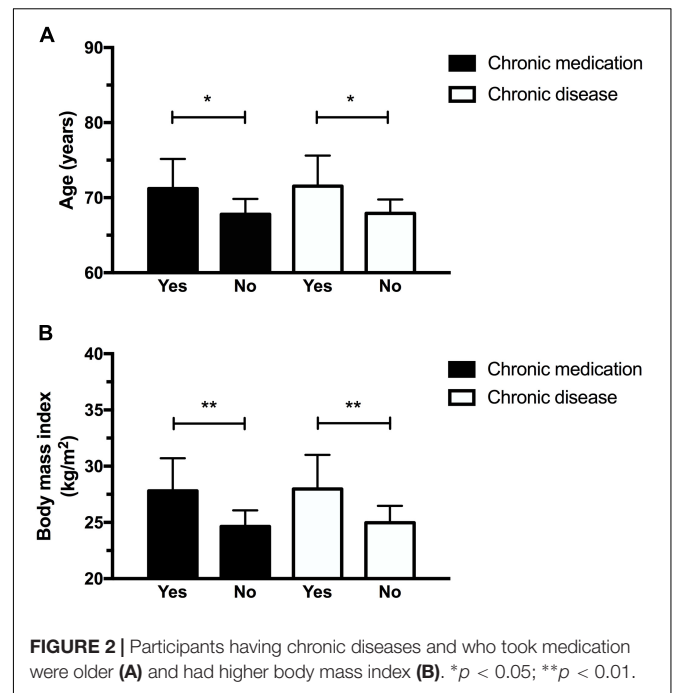 A
90
80
70
60
Age (years)
*
*
Yes No Yes No
Chronic medication
Chronic disease
B
40
35
30
25
20
Body mass index
(kg/m²)
**
**
Yes No Yes No
Chronic medication
Chronic disease
FIGURE 2 | Participants having chronic diseases and who took medication
were older (A) and had higher body mass index (B). *p < 0.05; **p < 0.01.